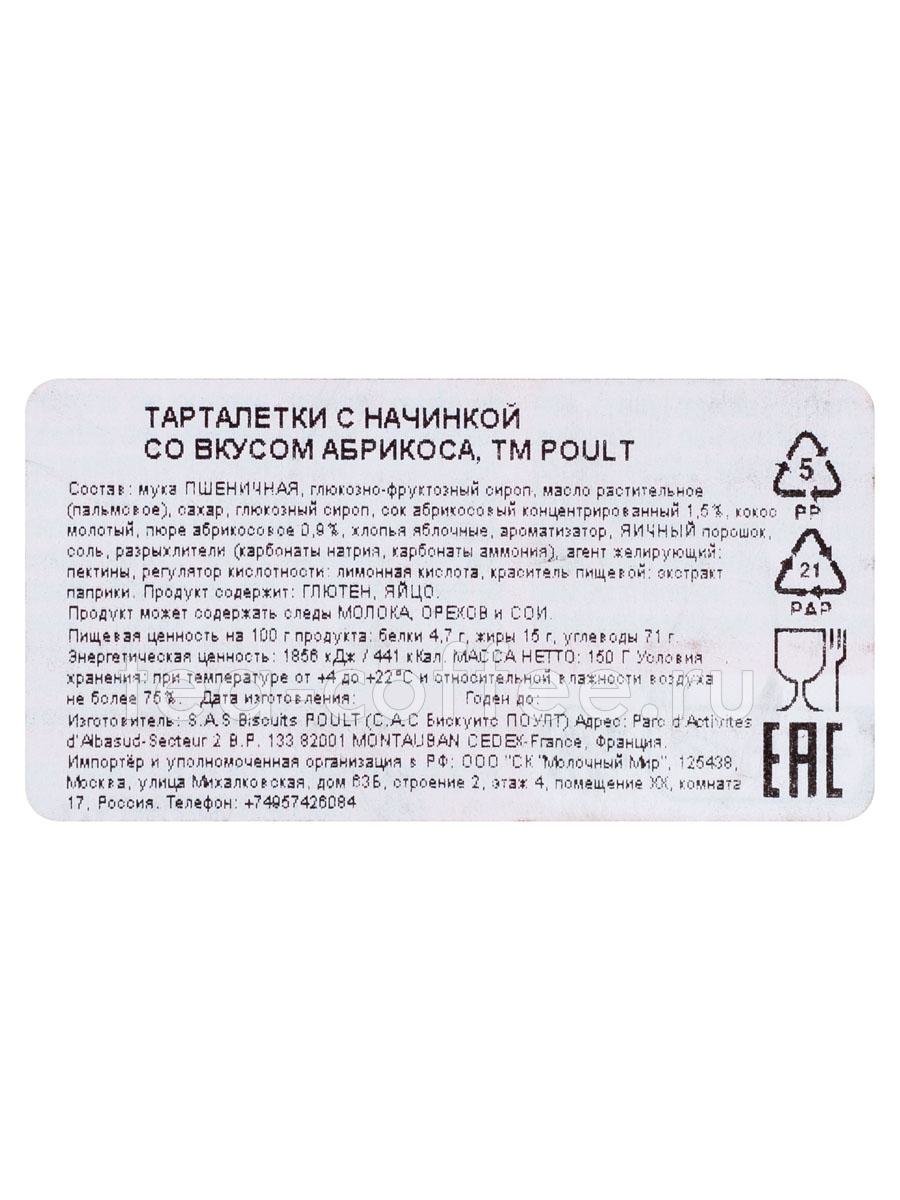 ТАРТАЛЕТКИ С НАЧИНКОЙ
СО ВКУСОМ АБРИКОСА, ТМ POULT
Состав: мука ПШЕНИЧНАЯ, глюкозно-фруктозный сироп, масло растительное
(пальмовое), сахар, глюкозный сироп, сок абрикосовый концентрированный 1,5%, кокос
молотый, пюре абрикосовое 0,9%, хлопья яблочные, ароматизатор, ЯИЧНЫЙ порошок,
соль, разрыхлители (карбонаты натрия, карбонаты аммония), агент желирующий:
пектины, регулятор кислотности: лимонная кислота, краситель пищевой: экстракт
паприки. Продукт содержит: ГЛЮТЕН, ЯЙЦО.
Продукт может содержать следы МОЛОКА, ОРЕХОВ и СОИ.
Пищевая ценность на 100 г продукта: белки 4,7 г, жиры 15 г, углеводы 71 г.
Энергетическая ценность: 1856 кДж / 441 кКал МАССА НЕТТО: 150 Г Условия
хранения: при температуре от +4 до +22°С и относительной влажности воздуха
не более 75%. Дата изготовления: Годен до:
Изготовитель: S.A.S Biscuits POULT (С.А.С Бискуитс ПОУЛТ) Адрес: Parc d'Activites
d'Albasud-Secteur 2 B.P. 133 82001 MONTAUBAN CEDEX-France, Франция.
Импортёр и уполномоченная организация в РФ: ООО "СК "Молочный Мир", 125438,
Москва, улица Михалковская, дом 63Б, строение 2, этаж 4, помещение XX, комната
17, Россия. Телефон: +74957426084
5
PP
21
PAP
EAC
tea-coffee.ru